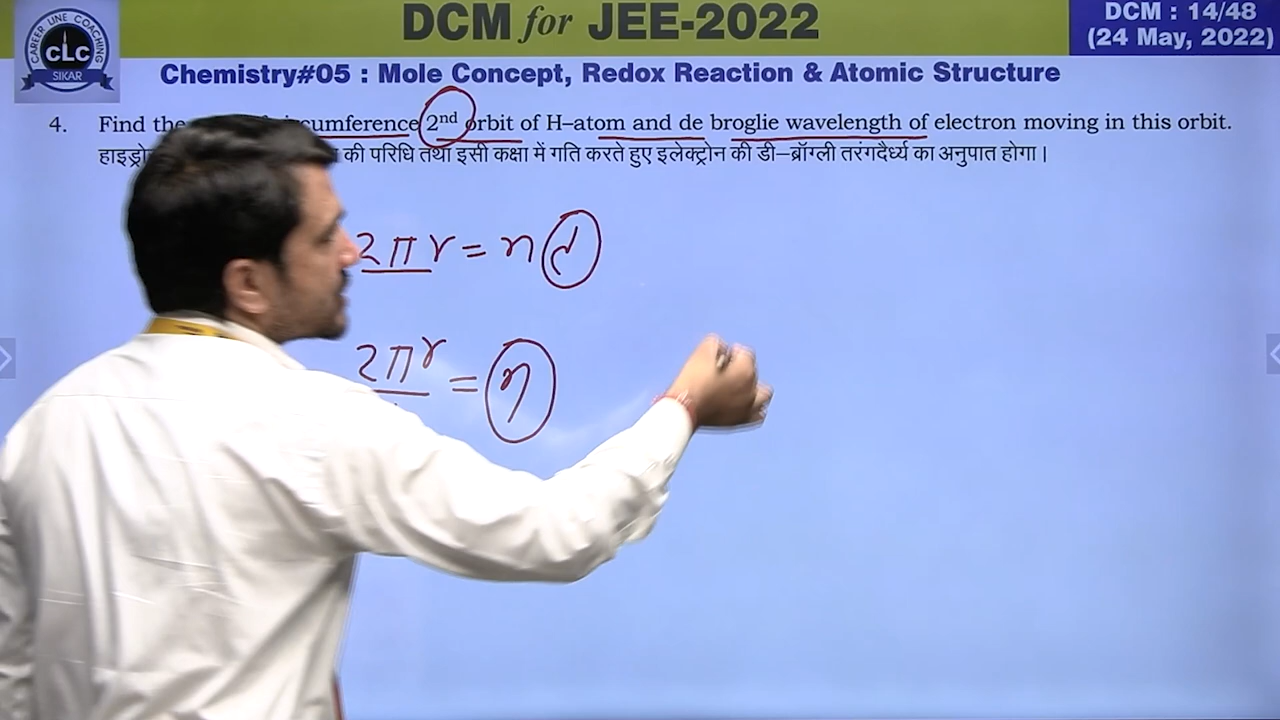 CAREER LINE COACHING
CLC
SIKAR
DCM for JEE-2022
DCM : 14/48
(24 May, 2022)
Chemistry#05 : Mole Concept, Redox Reaction & Atomic Structure
4. Find the cumference 2nd orbit of H–atom and de broglie wavelength of electron moving in this orbit.
की परिधि तथा इसी कक्षा में गति करते हुए इलेक्ट्रोन की डी–ब्रॉग्ली तरंगदैर्ध्य का अनुपात होगा।
2πr = nλ
2πr = n